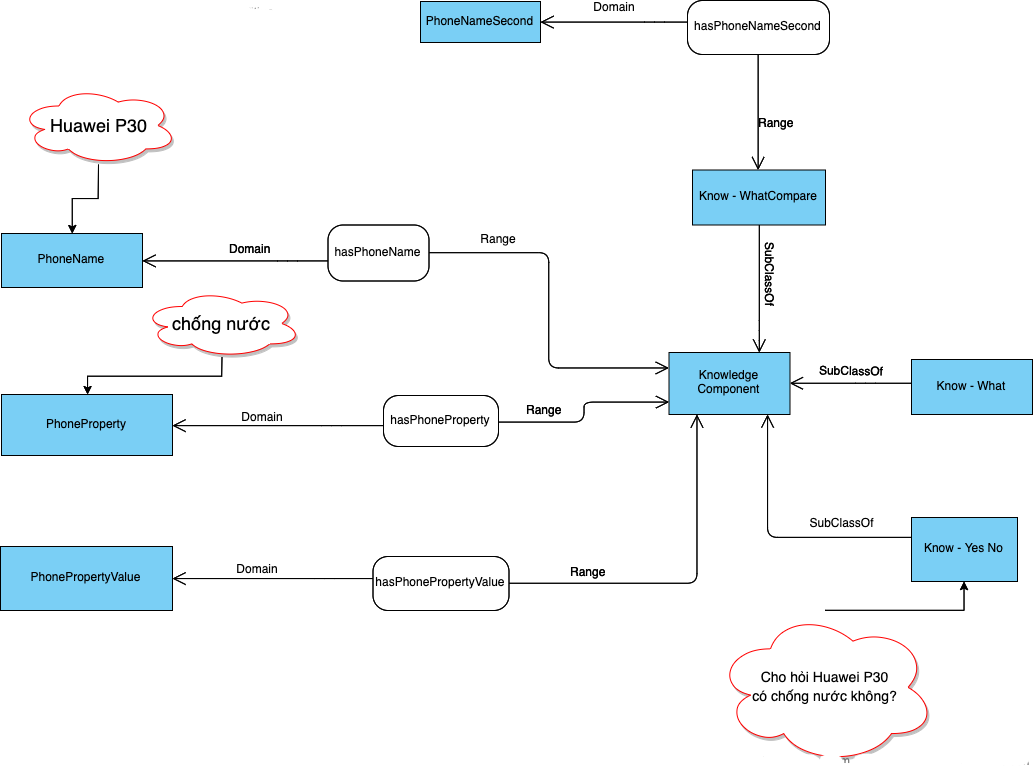 PhoneNameSecond
Domain
hasPhoneNameSecond
Range
Huawei P30
Know - WhatCompare
PhoneName
Domain
hasPhoneName
Range
SubClassOf
chống nước
Knowledge
Component
SubClassOf
Know - What
PhoneProperty
Domain
hasPhoneProperty
Range
SubClassOf
Know - Yes No
PhonePropertyValue
Domain
hasPhonePropertyValue
Range
Cho hỏi Huawei P30
có chống nước không?